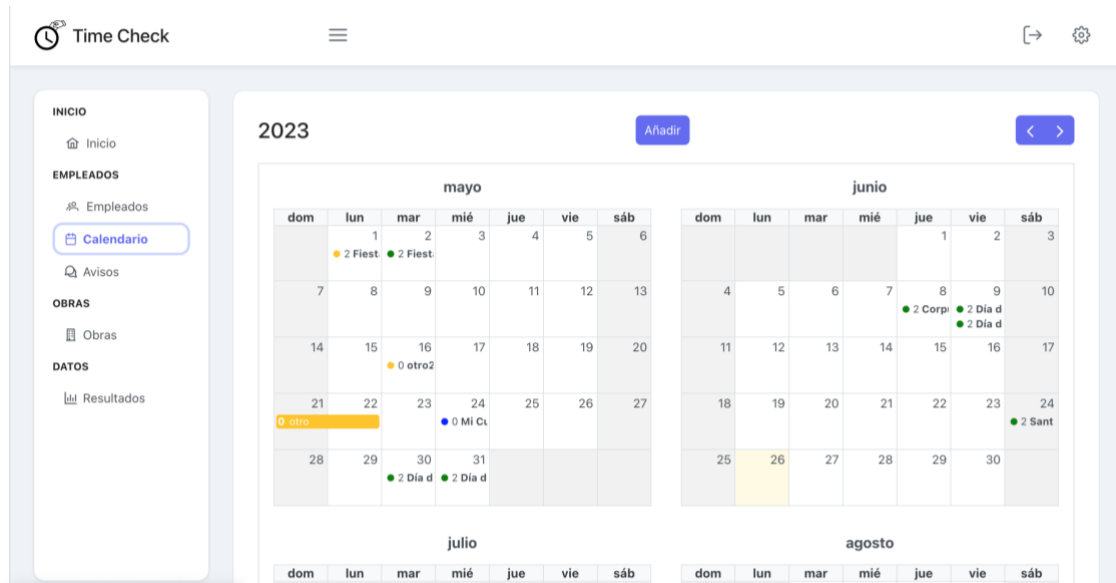 Time Check
INICIO
Inicio
EMPLEADOS
Empleados
Calendario
Avisos
OBRAS
Obras
DATOS
Resultados
2023
Añadir
mayo
dom lun mar mié jue vie sáb
1 2 3 4 5 6
2 Fiest 2 Fiest
7 8 9 10 11 12 13
14 15 16 17 18 19 20
0 otro2
21 22 23 24 25 26 27
0 otro 0 Mi Cu
28 29 30 31
2 Día d 2 Día d
junio
dom lun mar mié jue vie sáb
1 2 3
4 5 6 7 8 9 10
2 Corp 2 Día d
2 Día d
11 12 13 14 15 16 17
18 19 20 21 22 23 24
2 Sant
25 26 27 28 29 30
julio
dom lun mar mié jue vie sáb
agosto
dom lun mar mié jue vie sáb